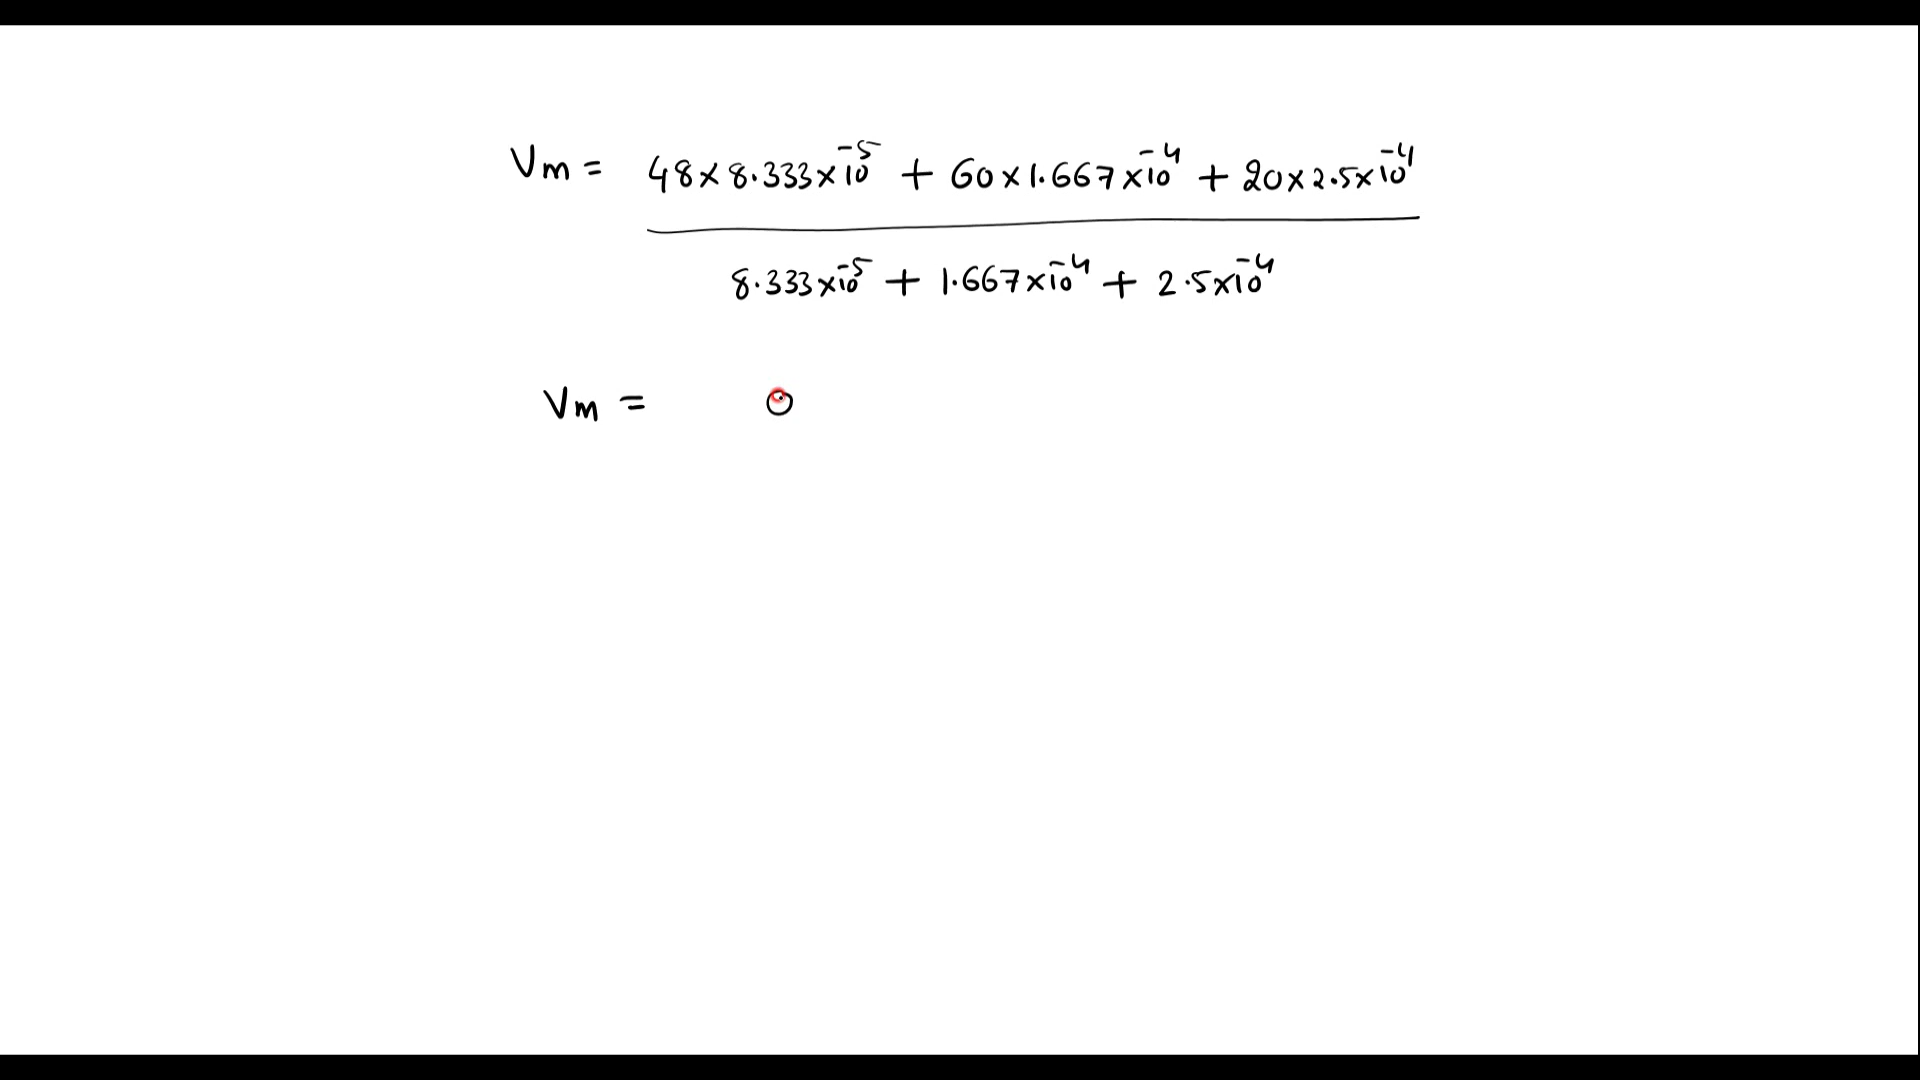 Vm = 48×8.333×10⁻⁵ + 60×1.667×10⁻⁴ + 20×2.5×10⁻⁴
8.333×10⁻⁵ + 1.667×10⁻⁴ + 2.5×10⁻⁴
Vm = 0